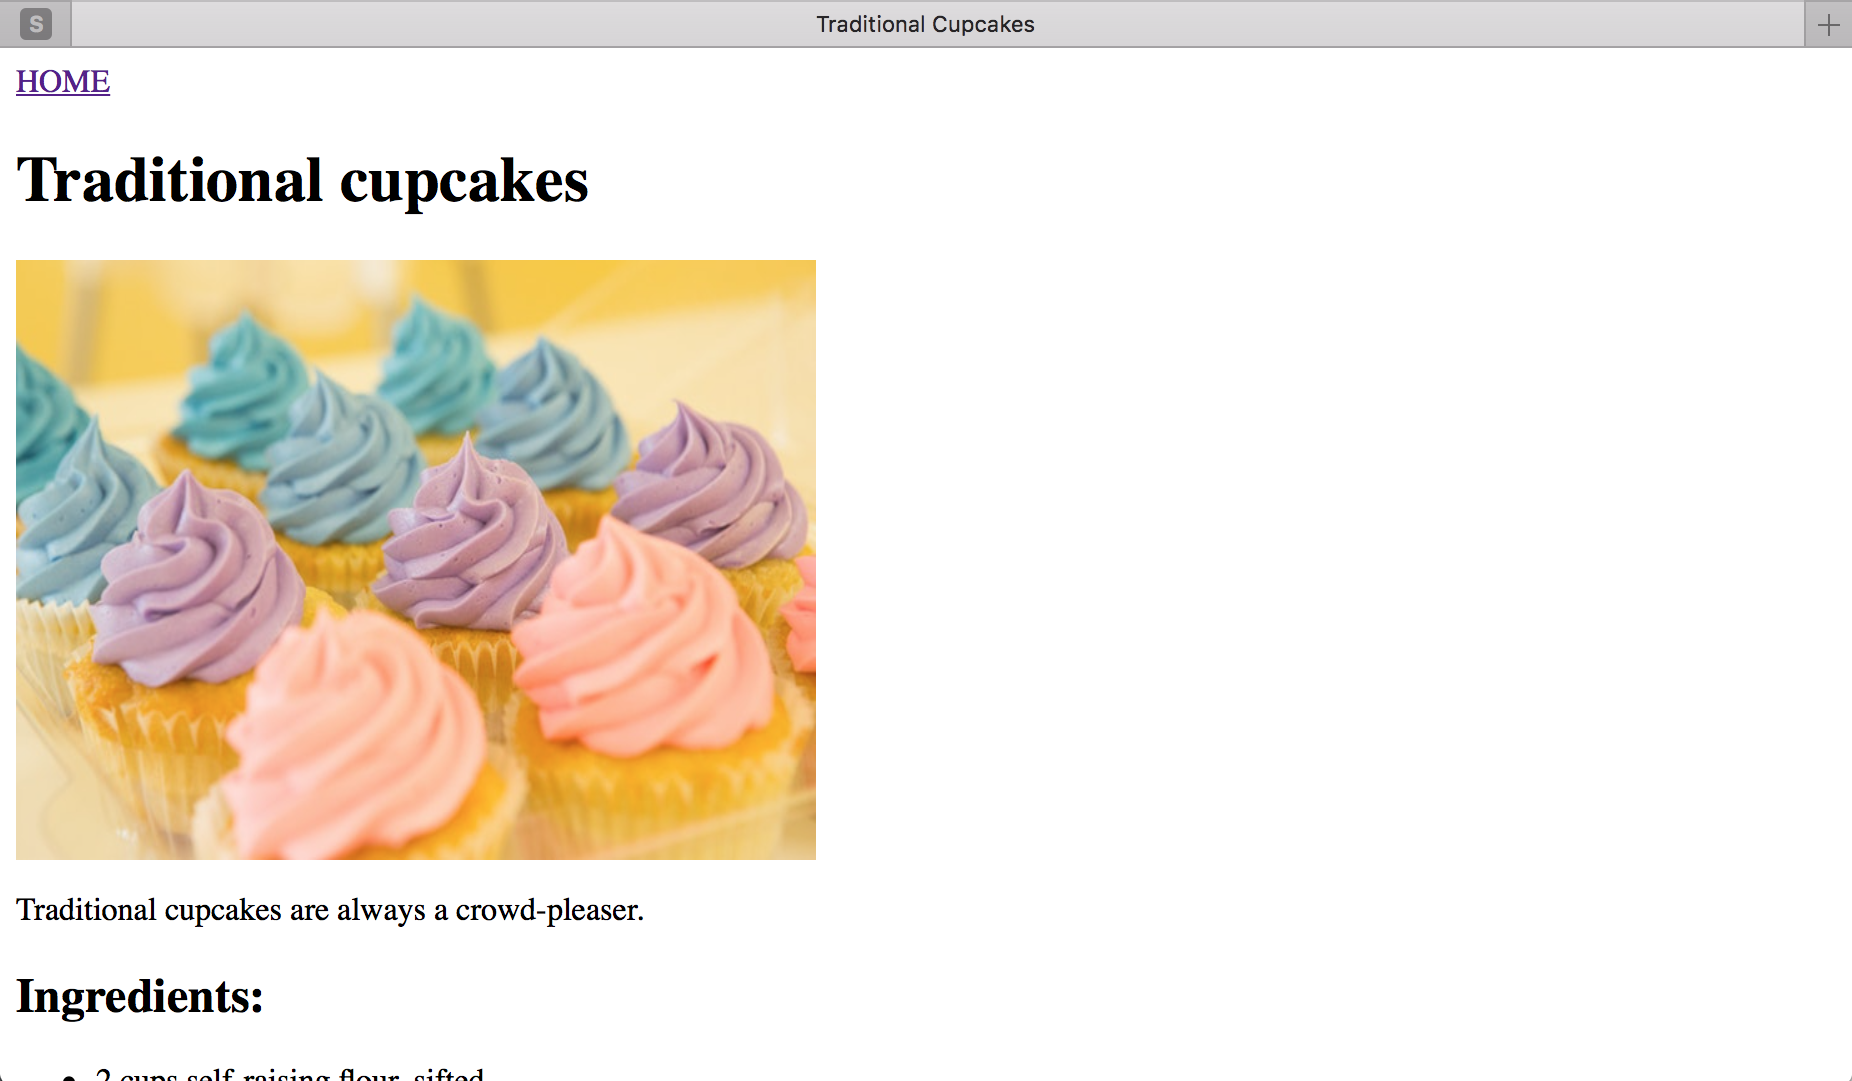 S
Traditional Cupcakes
HOME
Traditional cupcakes
Traditional cupcakes are always a crowd-pleaser.
Ingredients:
2 cups self-raising flour, sifted